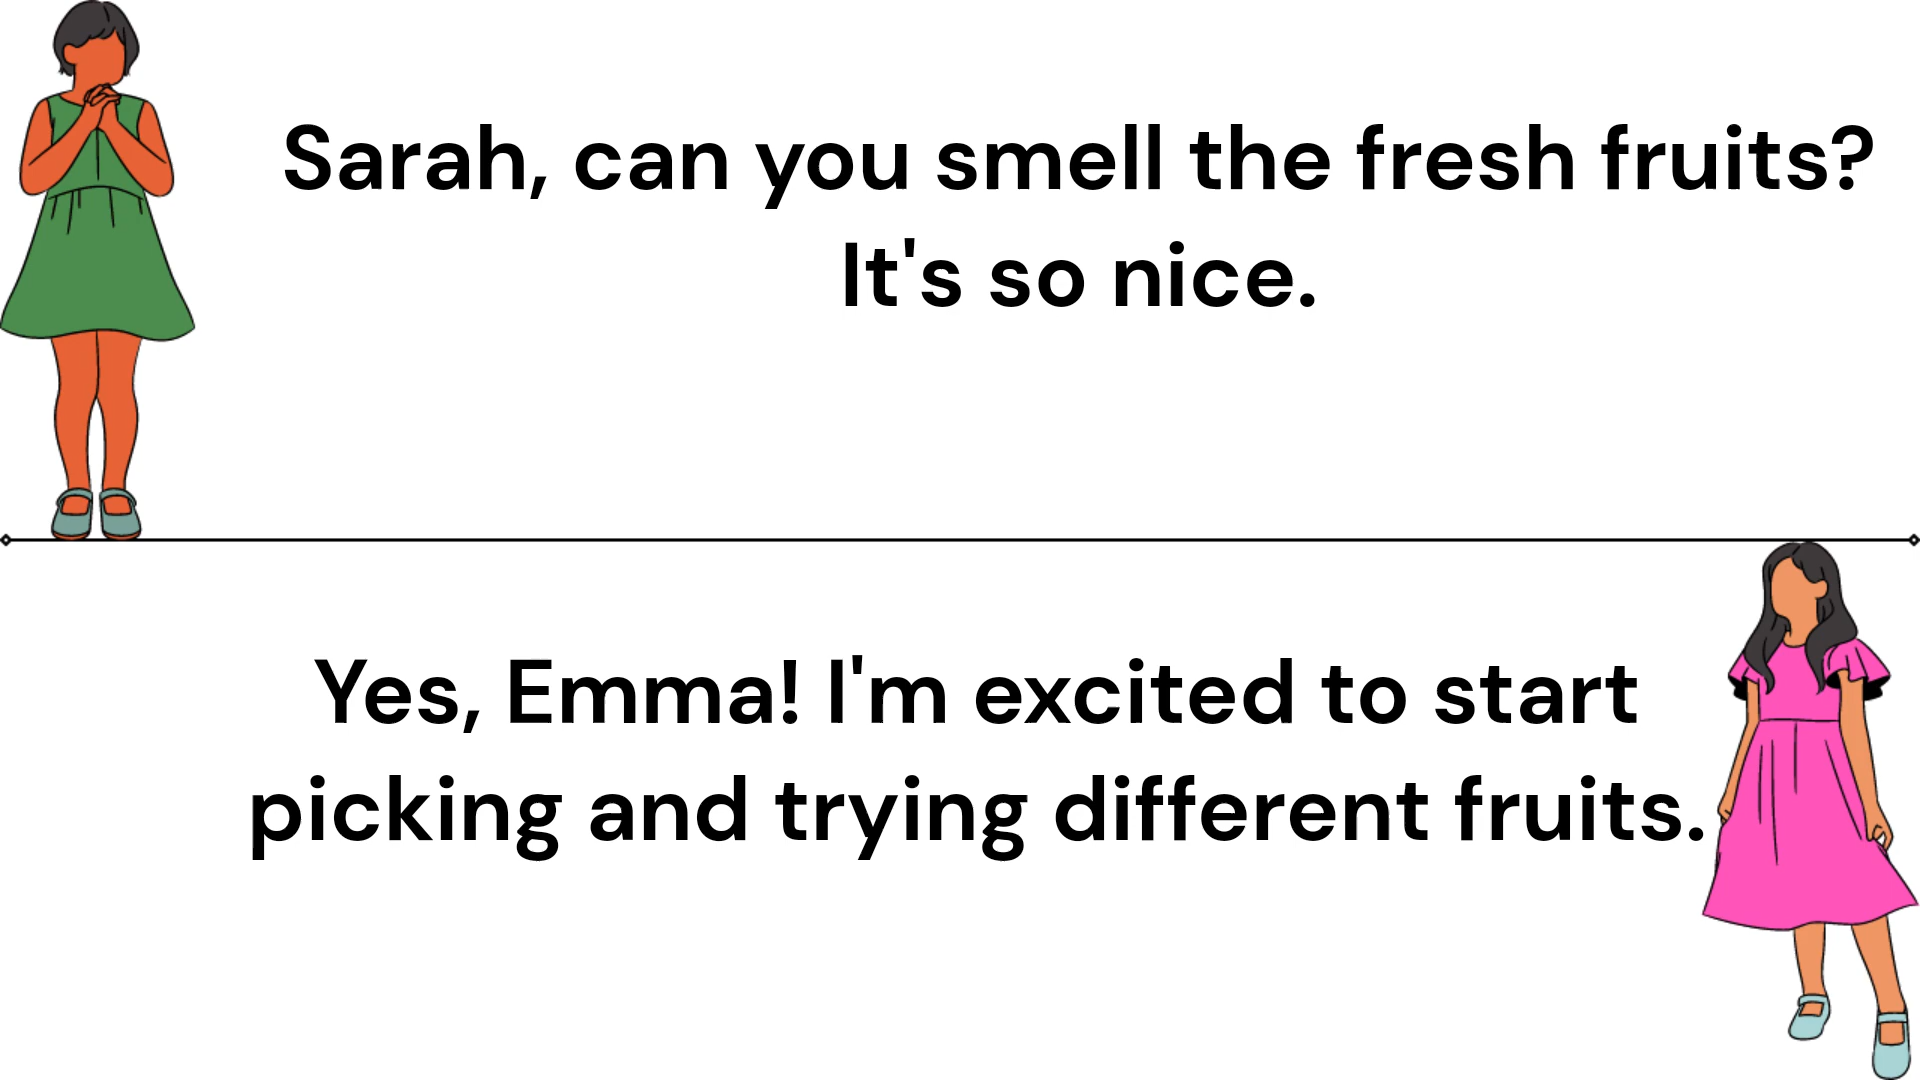 Sarah, can you smell the fresh fruits?
It's so nice.
Yes, Emma! I'm excited to start
picking and trying different fruits.